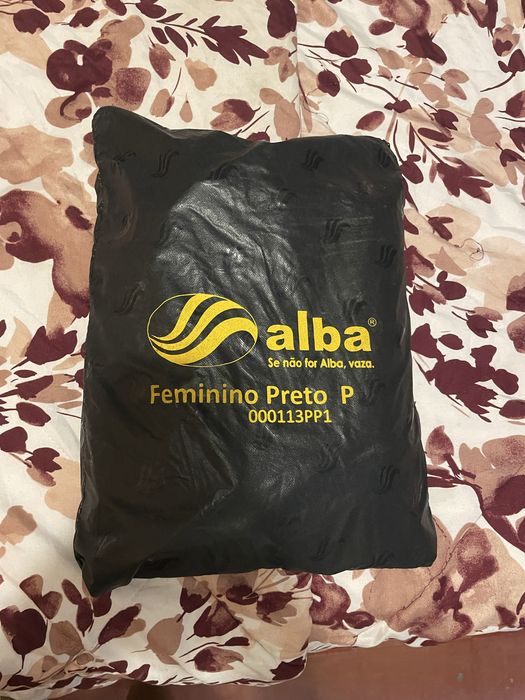 alba®
Se não for Alba, vaza.
Feminino Preto P
000113PP1